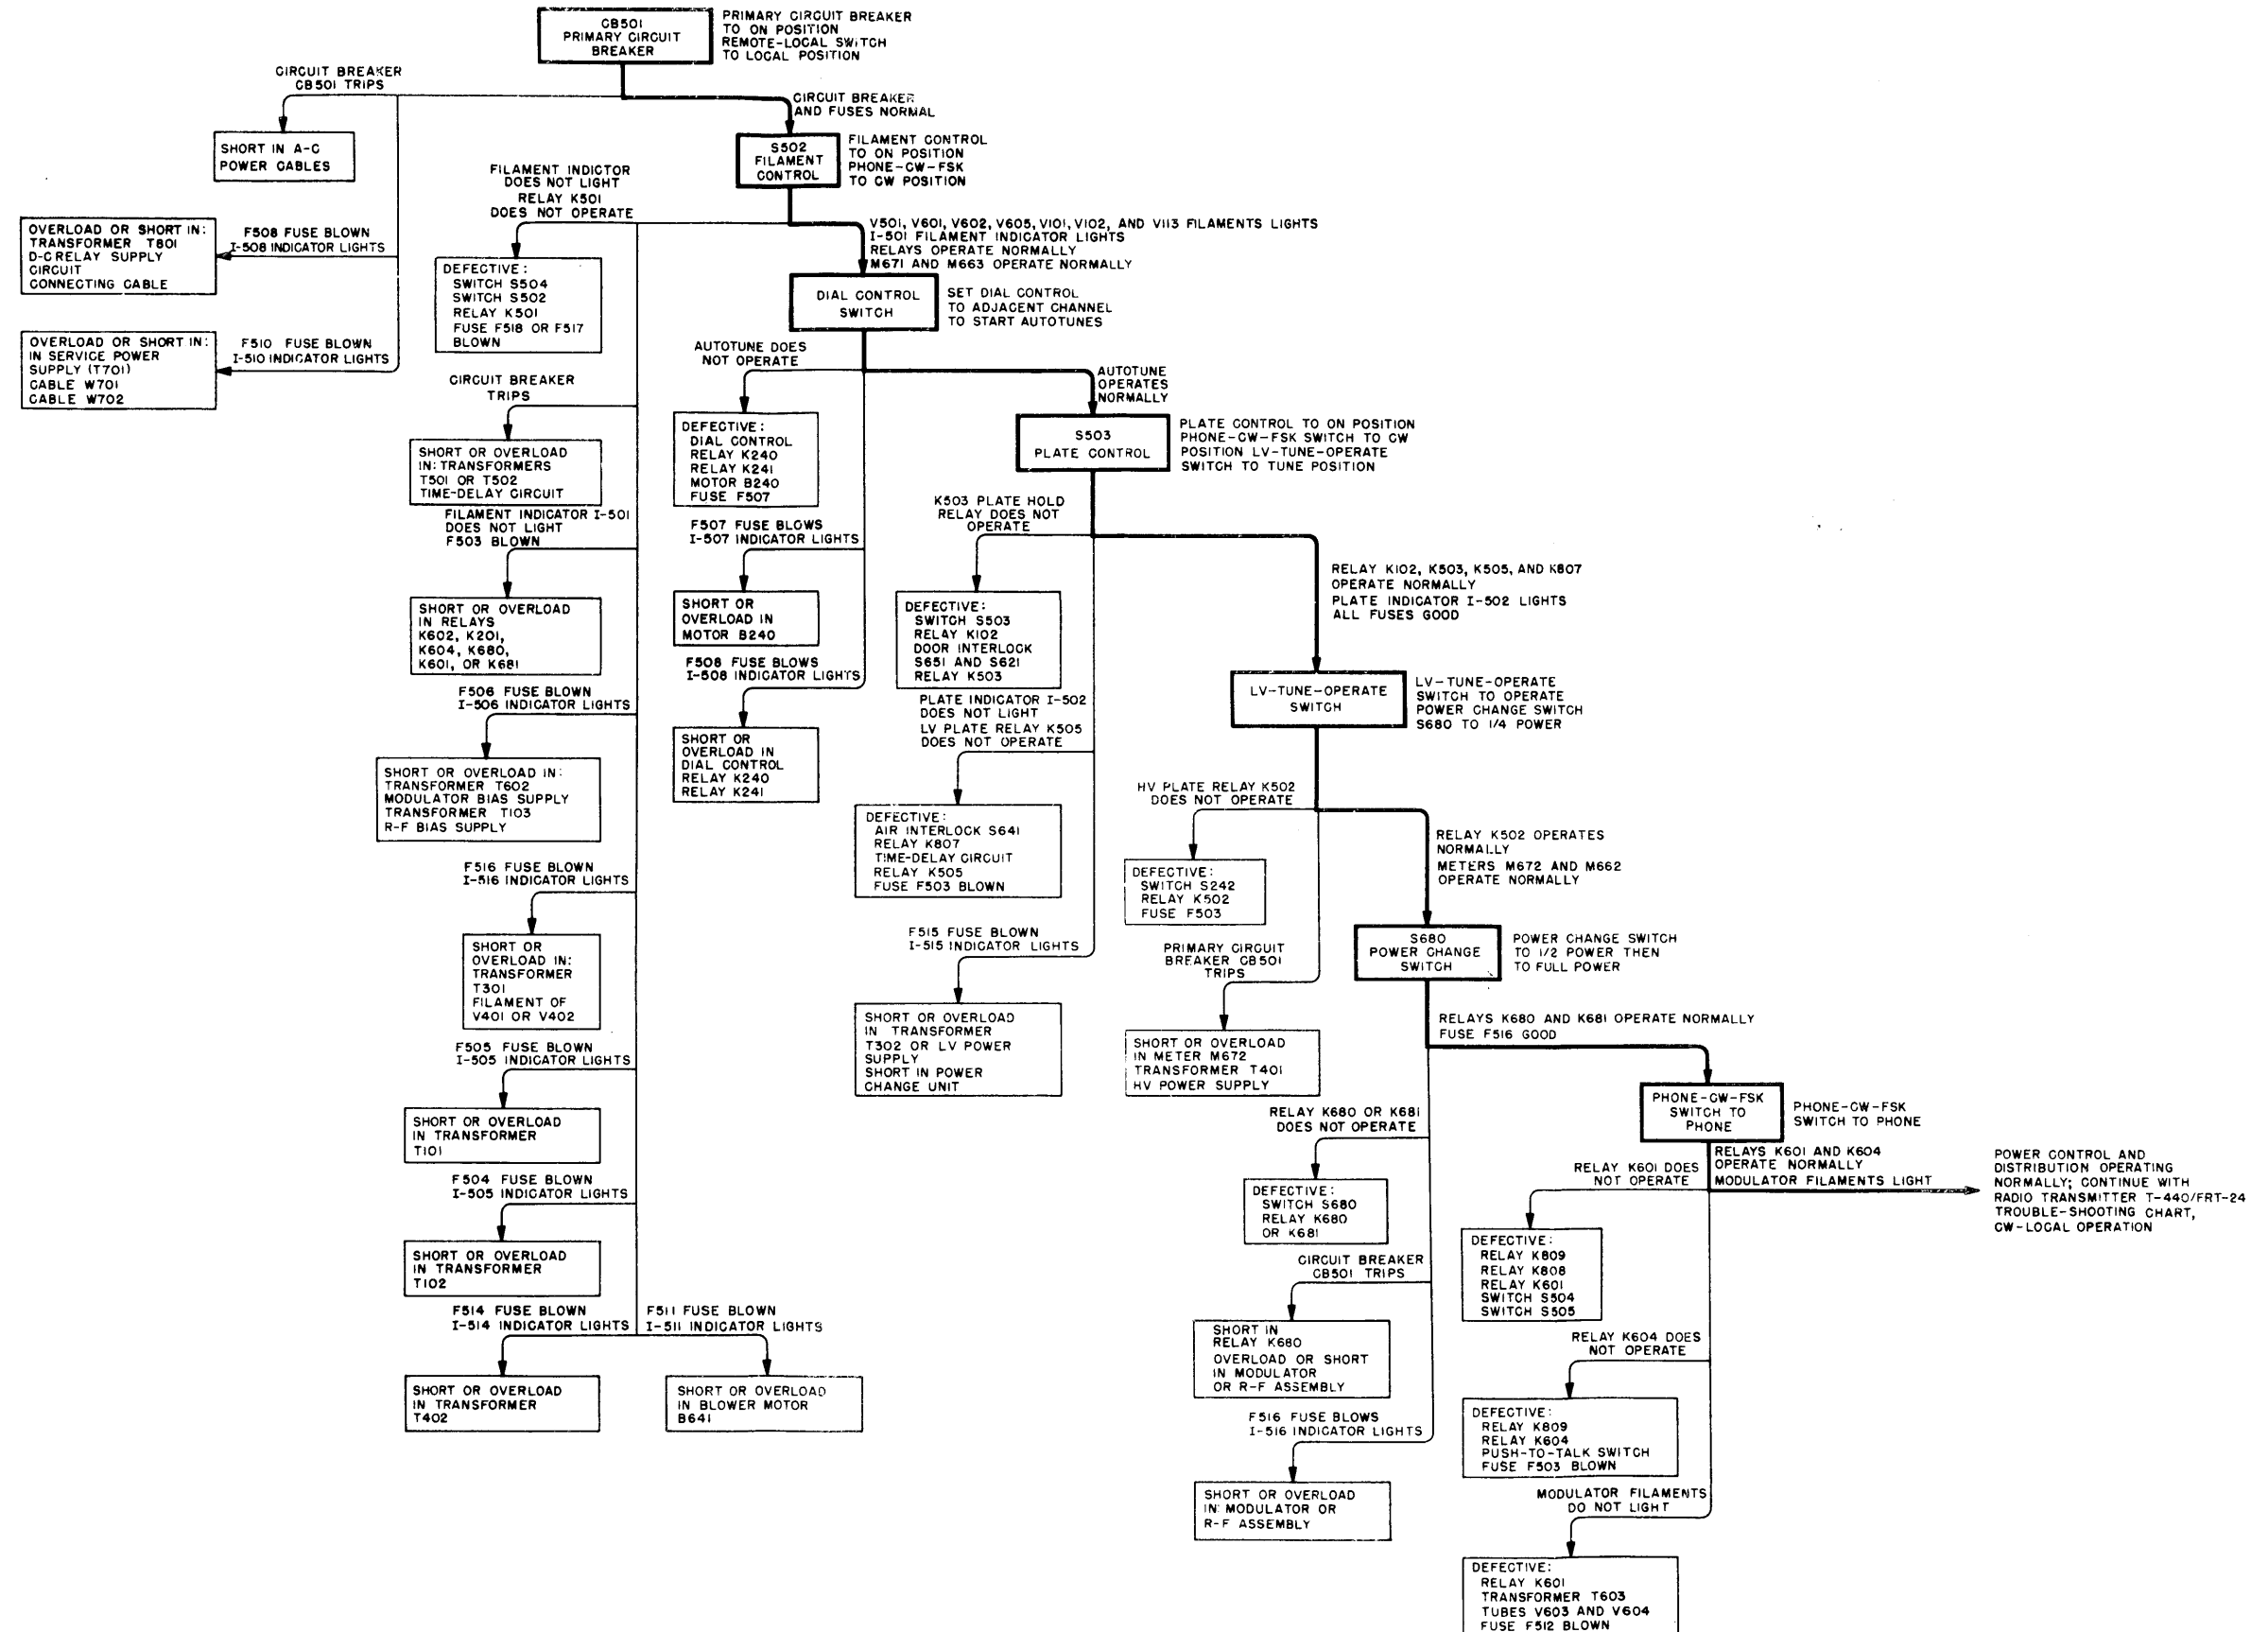 CB501
PRIMARY CIRCUIT
BREAKER
PRIMARY CIRCUIT BREAKER
TO ON POSITION
REMOTE-LOCAL SWITCH
TO LOCAL POSITION
CIRCUIT BREAKER
CB501 TRIPS
CIRCUIT BREAKER
AND FUSES NORMAL
SHORT IN A-C
POWER CABLES
S502
FILAMENT
CONTROL
FILAMENT CONTROL
TO ON POSITION
PHONE-CW-FSK
TO CW POSITION
F508 FUSE BLOWN
I-508 INDICATOR LIGHTS
OVERLOAD OR SHORT IN:
TRANSFORMER T801
D-C RELAY SUPPLY
CIRCUIT
CONNECTING CABLE
F510 FUSE BLOWN
I-510 INDICATOR LIGHTS
OVERLOAD OR SHORT IN:
IN SERVICE POWER
SUPPLY (T701)
CABLE W701
CABLE W702
FILAMENT INDICTOR
DOES NOT LIGHT
RELAY K501
DOES NOT OPERATE
V501, V601, V602, V605, V101, V102, AND V113 FILAMENTS LIGHTS
I-501 FILAMENT INDICATOR LIGHTS
RELAYS OPERATE NORMALLY
M671 AND M663 OPERATE NORMALLY
DEFECTIVE:
SWITCH S504
SWITCH S502
RELAY K501
FUSE F518 OR F517
BLOWN
CIRCUIT BREAKER
TRIPS
SHORT OR OVERLOAD
IN: TRANSFORMERS
T501 OR T502
TIME-DELAY CIRCUIT
FILAMENT INDICATOR I-501
DOES NOT LIGHT
F503 BLOWN
SHORT OR OVERLOAD
IN RELAYS
K602, K201,
K604, K680,
K601, OR K681
F506 FUSE BLOWN
I-506 INDICATOR LIGHTS
SHORT OR OVERLOAD IN:
TRANSFORMER T602
MODULATOR BIAS SUPPLY
TRANSFORMER T103
R-F BIAS SUPPLY
F516 FUSE BLOWN
I-516 INDICATOR LIGHTS
SHORT OR
OVERLOAD IN:
TRANSFORMER
T301
FILAMENT OF
V401 OR V402
F505 FUSE BLOWN
I-505 INDICATOR LIGHTS
SHORT OR OVERLOAD
IN TRANSFORMER
T101
F504 FUSE BLOWN
I-505 INDICATOR LIGHTS
SHORT OR OVERLOAD
IN TRANSFORMER
T102
F514 FUSE BLOWN
I-514 INDICATOR LIGHTS
SHORT OR OVERLOAD
IN TRANSFORMER
T402
F511 FUSE BLOWN
I-511 INDICATOR LIGHTS
SHORT OR OVERLOAD
IN BLOWER MOTOR
B641
DIAL CONTROL
SWITCH
SET DIAL CONTROL
TO ADJACENT CHANNEL
TO START AUTOTUNES
AUTOTUNE DOES
NOT OPERATE
AUTOTUNE
OPERATES
NORMALLY
DEFECTIVE:
DIAL CONTROL
RELAY K240
RELAY K241
MOTOR B240
FUSE F507
F507 FUSE BLOWS
I-507 INDICATOR LIGHTS
SHORT OR
OVERLOAD IN
MOTOR B240
F508 FUSE BLOWS
I-508 INDICATOR LIGHTS
SHORT OR
OVERLOAD IN
DIAL CONTROL
RELAY K240
RELAY K241
S503
PLATE CONTROL
PLATE CONTROL TO ON POSITION
PHONE-CW-FSK SWITCH TO CW
POSITION LV-TUNE-OPERATE
SWITCH TO TUNE POSITION
K503 PLATE HOLD
RELAY DOES NOT
OPERATE
DEFECTIVE:
SWITCH S503
RELAY K102
DOOR INTERLOCK
S651 AND S621
RELAY K503
PLATE INDICATOR I-502
DOES NOT LIGHT
LV PLATE RELAY K505
DOES NOT OPERATE
DEFECTIVE:
AIR INTERLOCK S641
RELAY K807
TIME-DELAY CIRCUIT
RELAY K505
FUSE F503 BLOWN
F515 FUSE BLOWN
I-515 INDICATOR LIGHTS
SHORT OR OVERLOAD
IN TRANSFORMER
T302 OR LV POWER
SUPPLY
SHORT IN POWER
CHANGE UNIT
RELAY K102, K503, K505, AND K807
OPERATE NORMALLY
PLATE INDICATOR I-502 LIGHTS
ALL FUSES GOOD
LV-TUNE-OPERATE
SWITCH
LV-TUNE-OPERATE
SWITCH TO OPERATE
POWER CHANGE SWITCH
S680 TO 1/4 POWER
HV PLATE RELAY K502
DOES NOT OPERATE
DEFECTIVE:
SWITCH S242
RELAY K502
FUSE F503
PRIMARY CIRCUIT
BREAKER CB501
TRIPS
SHORT OR OVERLOAD
IN METER M672
TRANSFORMER T401
HV POWER SUPPLY
RELAY K502 OPERATES
NORMALLY
METERS M672 AND M662
OPERATE NORMALLY
S680
POWER CHANGE
SWITCH
POWER CHANGE SWITCH
TO 1/2 POWER THEN
TO FULL POWER
RELAYS K680 AND K681 OPERATE NORMALLY
FUSE F516 GOOD
RELAY K680 OR K681
DOES NOT OPERATE
DEFECTIVE:
SWITCH S680
RELAY K680
OR K681
CIRCUIT BREAKER
CB501 TRIPS
SHORT IN
RELAY K680
OVERLOAD OR SHORT
IN MODULATOR
OR R-F ASSEMBLY
F516 FUSE BLOWS
I-516 INDICATOR LIGHTS
SHORT OR OVERLOAD
IN: MODULATOR OR
R-F ASSEMBLY
PHONE-CW-FSK
SWITCH TO
PHONE
PHONE-CW-FSK
SWITCH TO PHONE
RELAYS K601 AND K604
OPERATE NORMALLY
MODULATOR FILAMENTS LIGHT
POWER CONTROL AND
DISTRIBUTION OPERATING
NORMALLY; CONTINUE WITH
RADIO TRANSMITTER T-440/FRT-24
TROUBLE-SHOOTING CHART,
CW-LOCAL OPERATION
RELAY K601 DOES
NOT OPERATE
DEFECTIVE:
RELAY K809
RELAY K808
RELAY K601
SWITCH S504
SWITCH S505
RELAY K604 DOES
NOT OPERATE
DEFECTIVE:
RELAY K809
RELAY K604
PUSH-TO-TALK SWITCH
FUSE F503 BLOWN
MODULATOR FILAMENTS
DO NOT LIGHT
DEFECTIVE:
RELAY K601
TRANSFORMER T603
TUBES V603 AND V604
FUSE F512 BLOWN